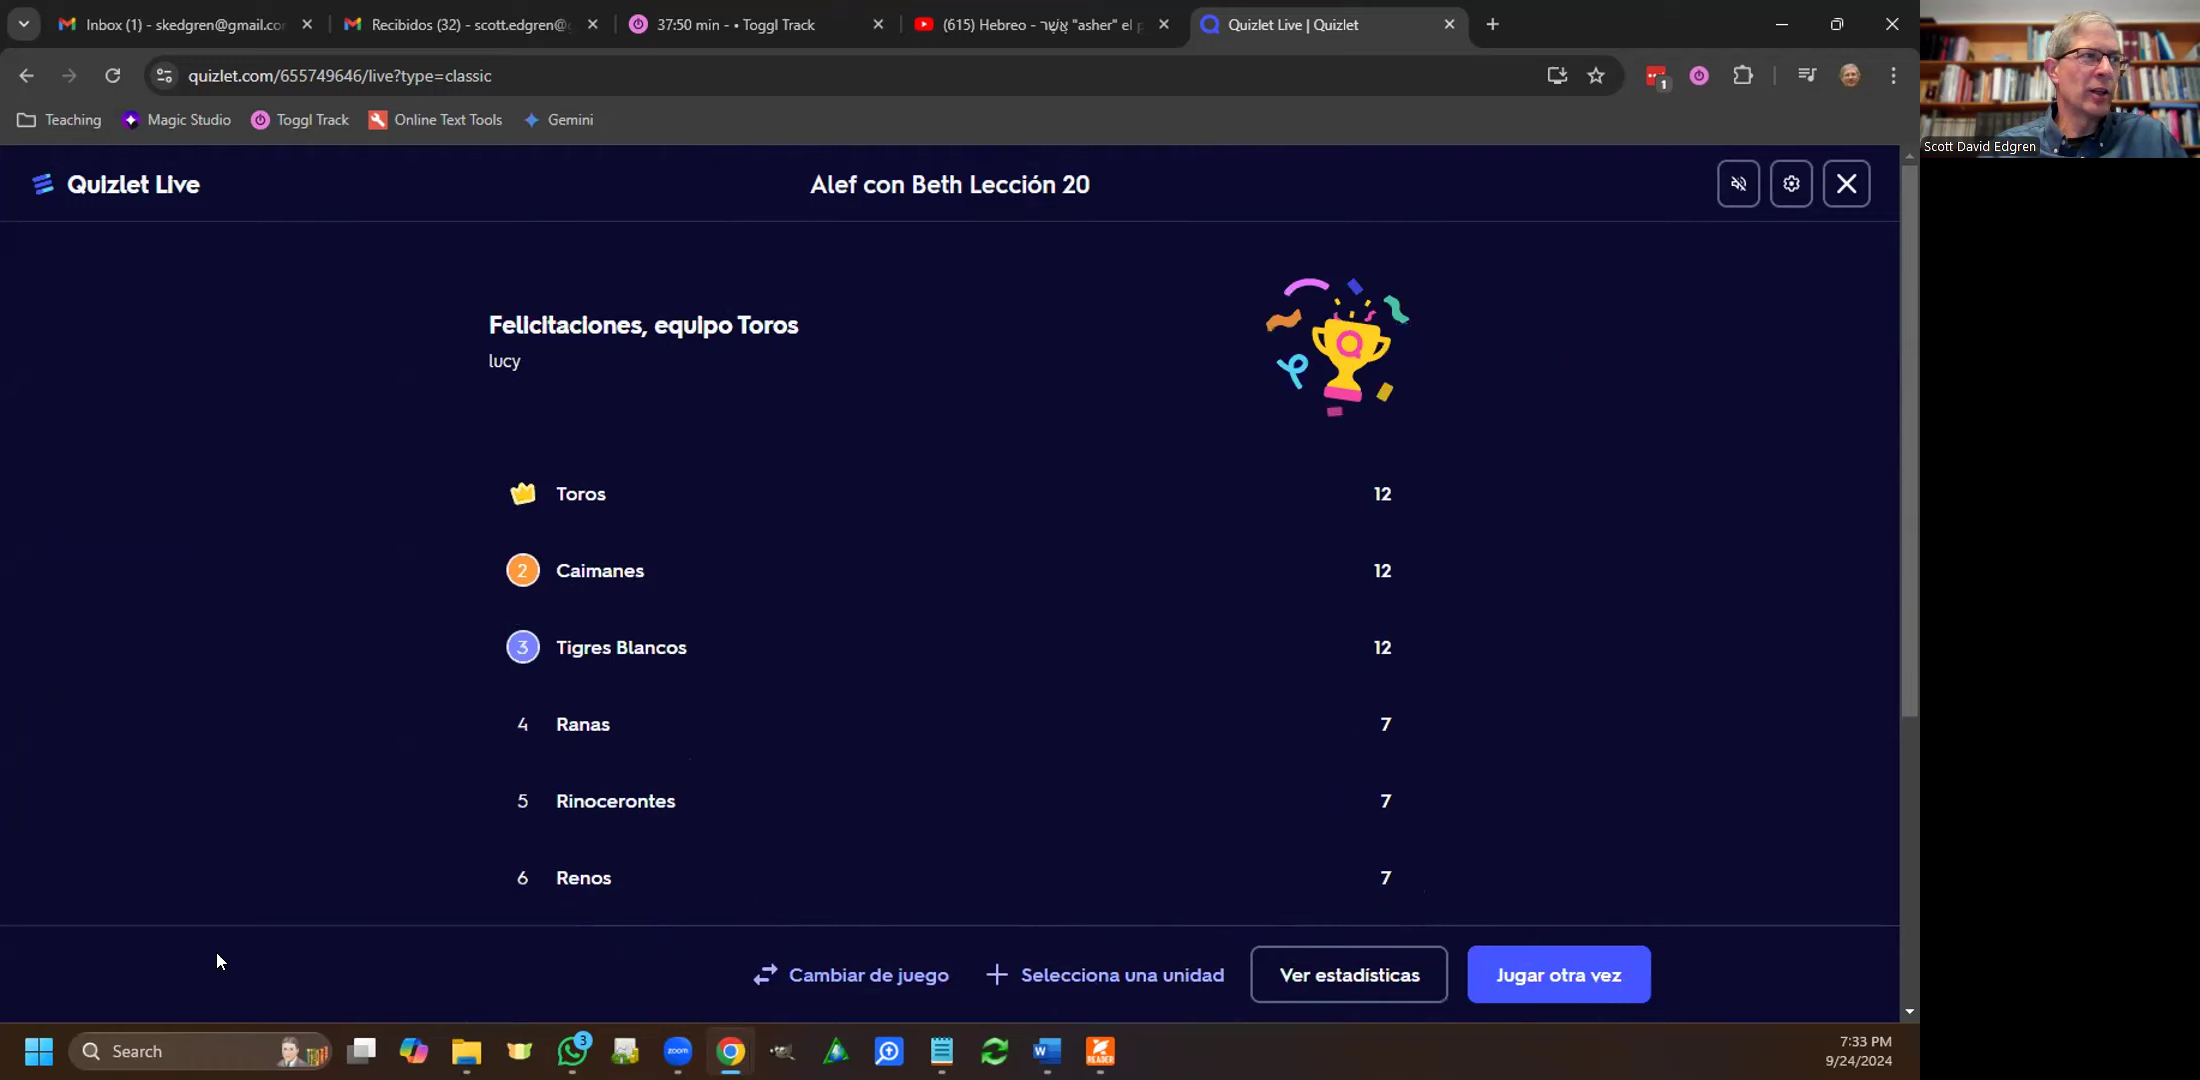 Inbox (1) - skedgren@gmail.co
Recibidos (32) - scott.edgren@
37:50 min - • Toggl Track
(615) Hebreo - אֲשֶׁר "asher" el p
Quizlet Live | Quizlet
quizlet.com/655749646/live?type=classic
1
Teaching
Magic Studio
Toggl Track
Online Text Tools
Gemini
Scott David Edgren
Quizlet Live
Alef con Beth Lección 20
Felicitaciones, equipo Toros
lucy
Toros 12
2 Caimanes 12
3 Tigres Blancos 12
4 Ranas 7
5 Rinocerontes 7
6 Renos 7
Cambiar de juego
Selecciona una unidad
Ver estadísticas
Jugar otra vez
Search
3
zoom
W
READER
7:33 PM
9/24/2024